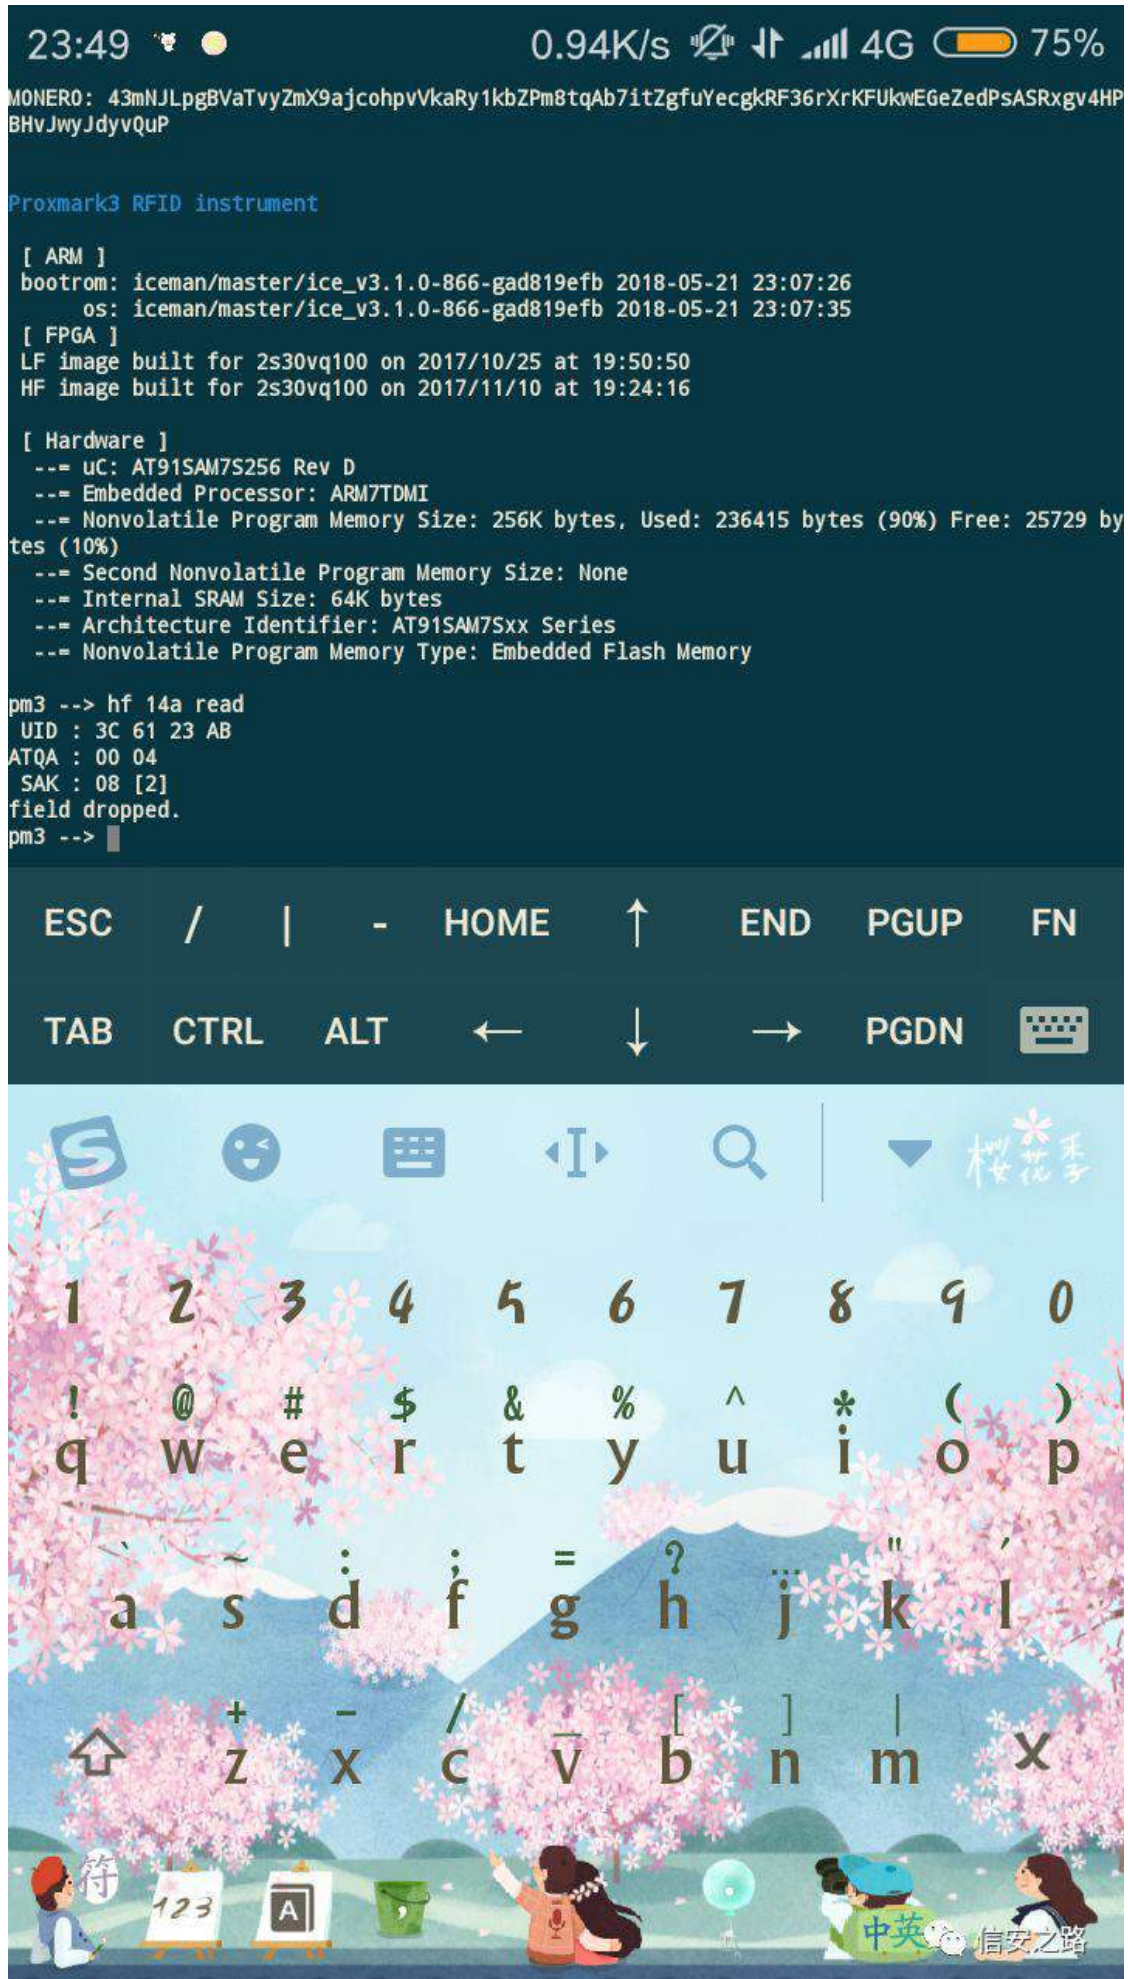 23:49 0.94K/s 4G 75%
MONERO: 43mNJLpgBVaTvyZmX9ajcohpvVkaRy1kbZPm8tqAb7itZgfuYecgkRF36rXrKFUkwEGeZedPsASRxgv4HP
BHvJwyJdyvQuP
Proxmark3 RFID instrument
[ ARM ]
bootrom: iceman/master/ice_v3.1.0-866-gad819efb 2018-05-21 23:07:26
os: iceman/master/ice_v3.1.0-866-gad819efb 2018-05-21 23:07:35
[ FPGA ]
LF image built for 2s30vq100 on 2017/10/25 at 19:50:50
HF image built for 2s30vq100 on 2017/11/10 at 19:24:16
[ Hardware ]
--= uC: AT91SAM7S256 Rev D
--= Embedded Processor: ARM7TDMI
--= Nonvolatile Program Memory Size: 256K bytes, Used: 236415 bytes (90%) Free: 25729 by
tes (10%)
--= Second Nonvolatile Program Memory Size: None
--= Internal SRAM Size: 64K bytes
--= Architecture Identifier: AT91SAM7Sxx Series
--= Nonvolatile Program Memory Type: Embedded Flash Memory
pm3 --> hf 14a read
UID : 3C 61 23 AB
ATQA : 00 04
SAK : 08 [2]
field dropped.
pm3 -->
ESC / | - HOME ↑ END PGUP FN
TAB CTRL ALT ← ↓ → PGDN
S 樱花季
1 2 3 4 5 6 7 8 9 0
! @ # $ & % ^ * ( )
q w e r t y u i o p
` ~ : ; = ? … " ´
a s d f g h j k l
+ - / _ [ ] |
z x c v b n m
符 123 A , 中英 信安之路